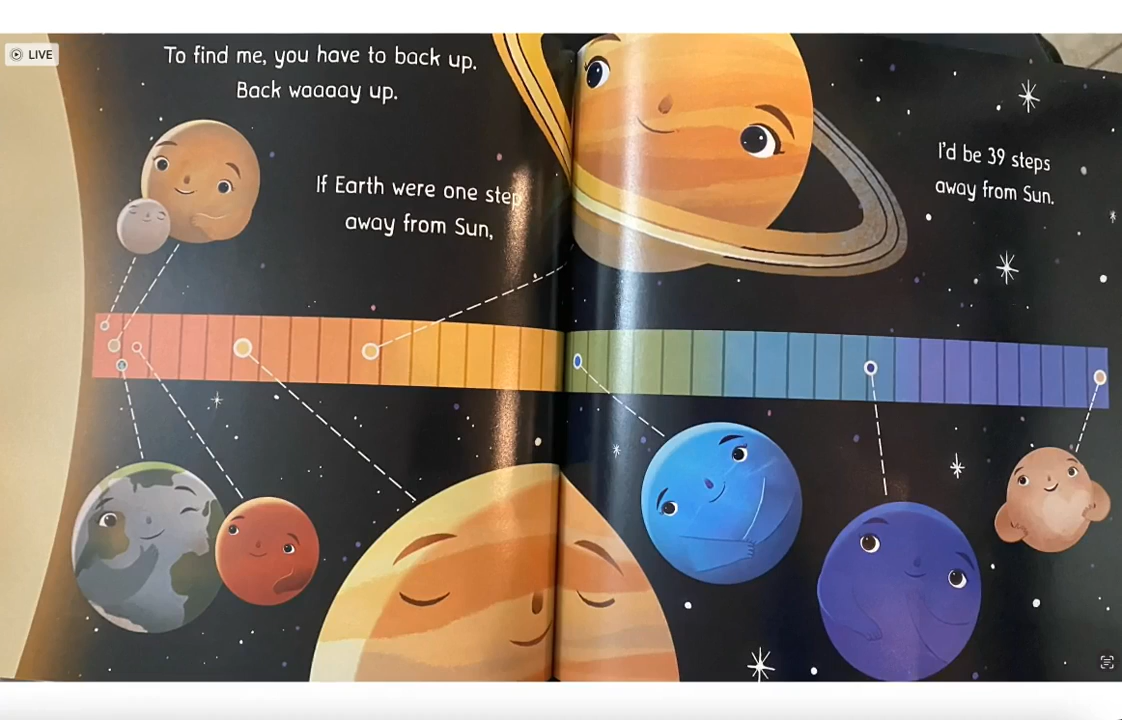 LIVE
To find me, you have to back up.
Back waaaay up.
If Earth were one step
away from Sun,
I'd be 39 steps
away from Sun.